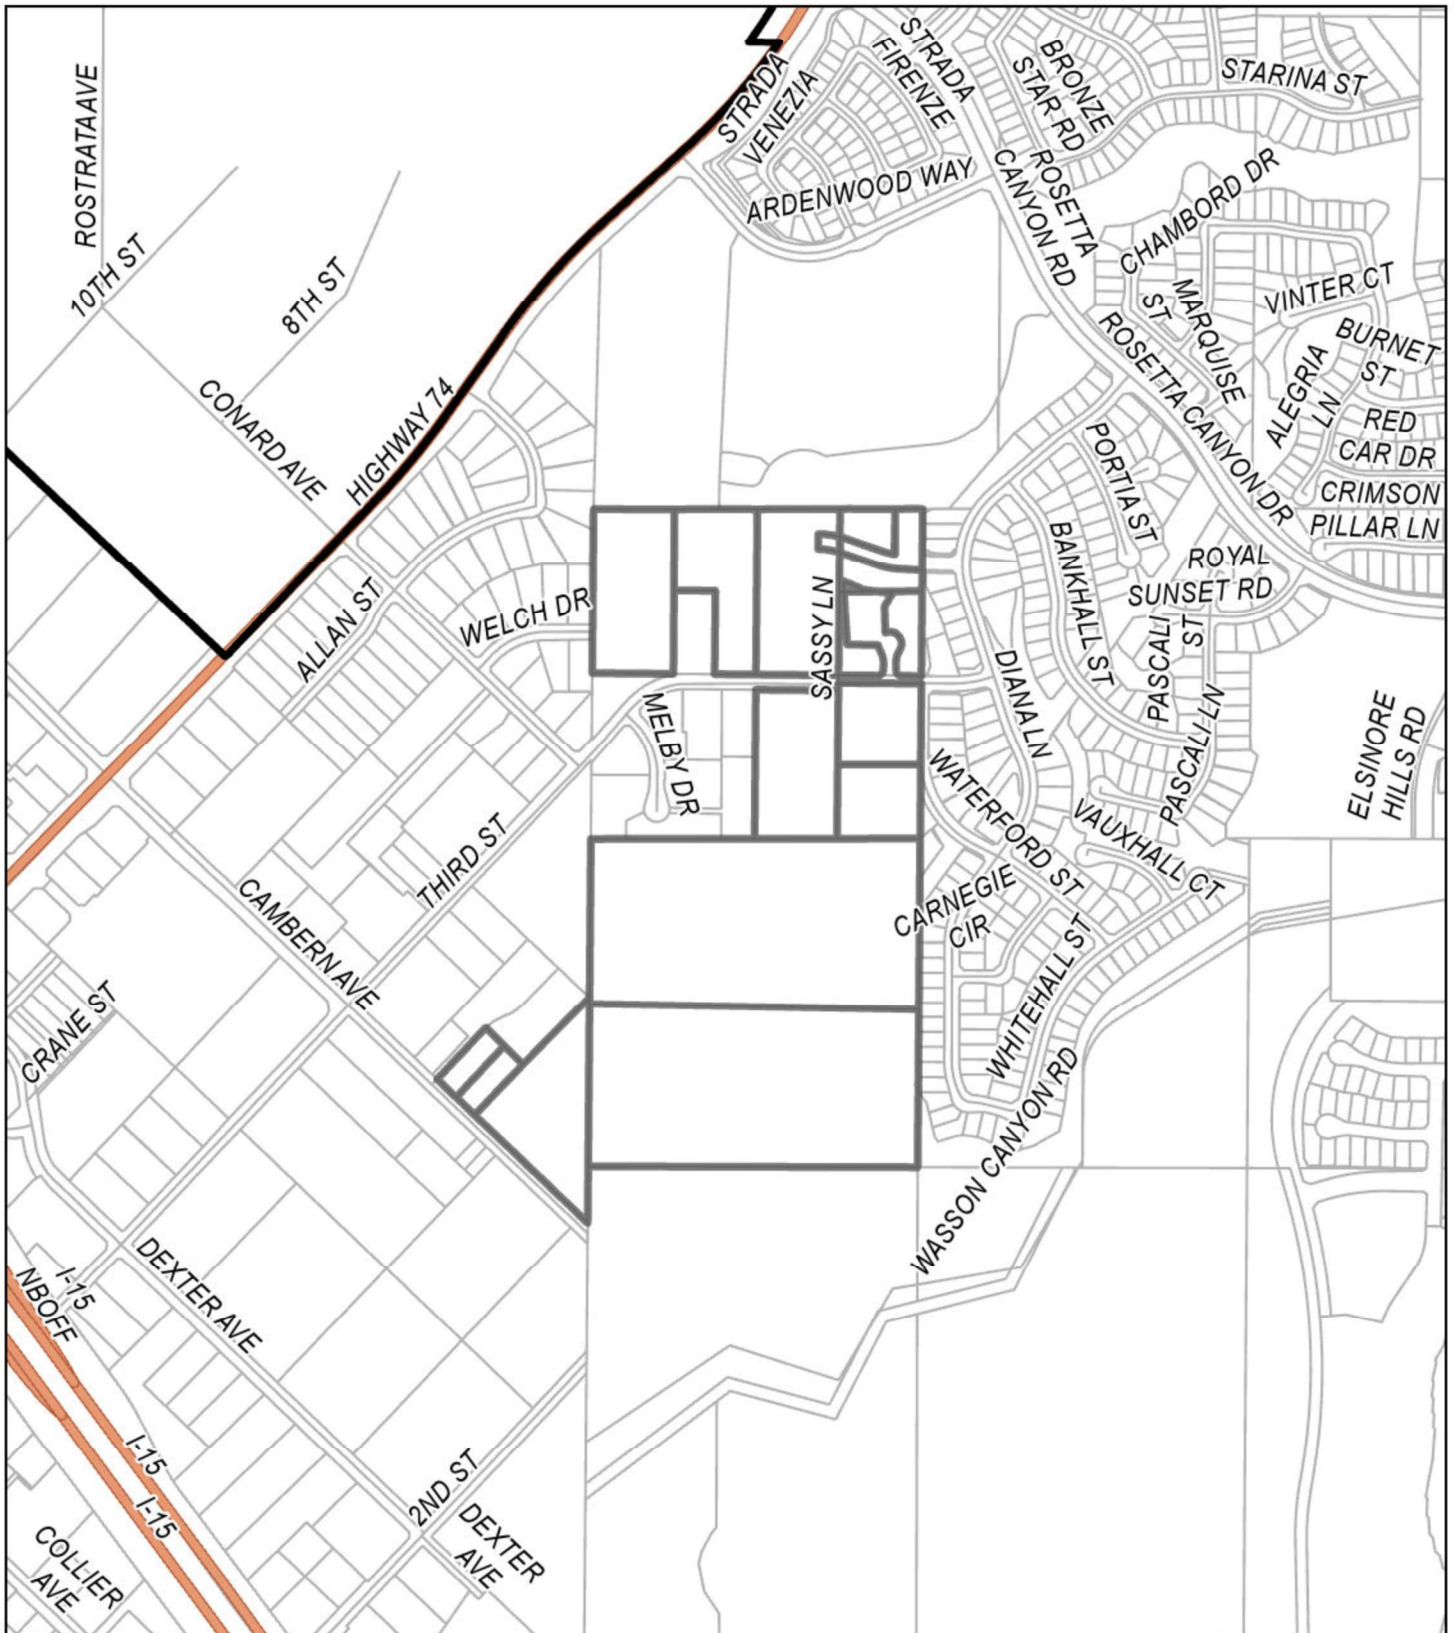 ROSTRATA AVE
10TH ST
8TH ST
CONARD AVE
HIGHWAY 74
STRADA
VENEZIA
STRADA
FIRENZE
ARDENWOOD WAY
BRONZE
STAR RD
STARINA ST
ROSETTA
CANYON RD
CHAMBORD DR
MARQUISE
ST
VINTER CT
BURNET
ST
ALEGRIA
LN
RED
CAR DR
CRIMSON
PILLAR LN
ROSETTA CANYON DR
PORTIA ST
BANKHALL ST
ROYAL
SUNSET RD
PASCALI
ST
PASCALI LN
DIANA LN
SASSY LN
ALLAN ST
WELCH DR
MELBY DR
THIRD ST
CAMBERN AVE
CRANE ST
WATERFORD ST
VAUXHALL CT
CARNEGIE
CIR
WHITEHALL ST
WASSON CANYON RD
ELSINORE
HILLS RD
DEXTER AVE
I-15
NBOFF
I-15
I-15
2ND ST
DEXTER
AVE
COLLIER
AVE